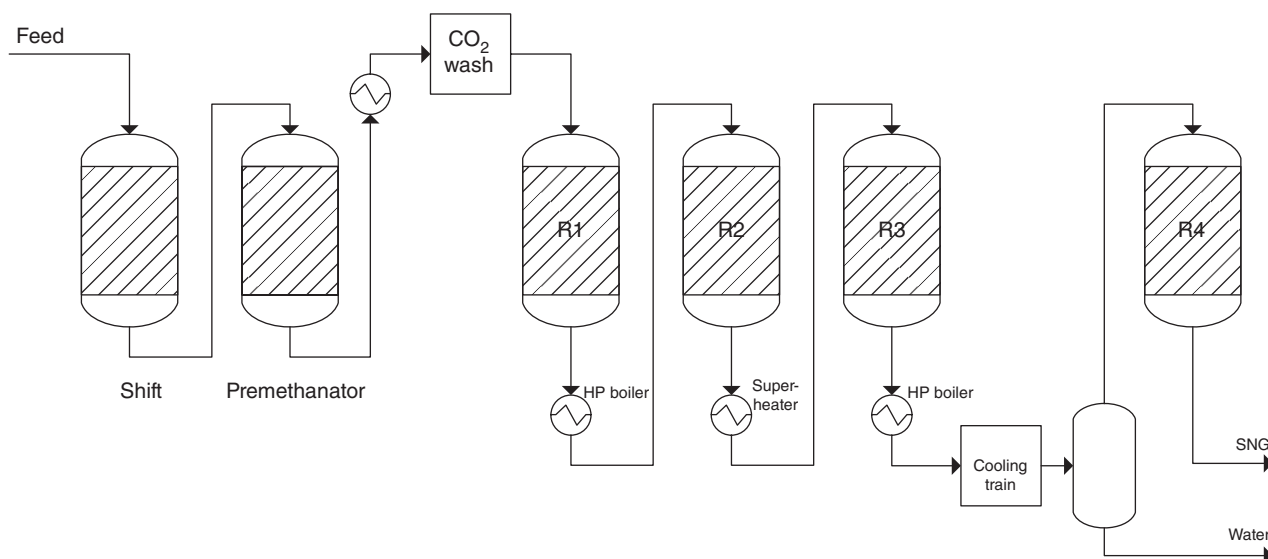 Feed
CO2
wash
R1
R2
R3
R4
Shift
Premethanator
HP boiler
Super-
heater
HP boiler
Cooling
train
SNG
Water